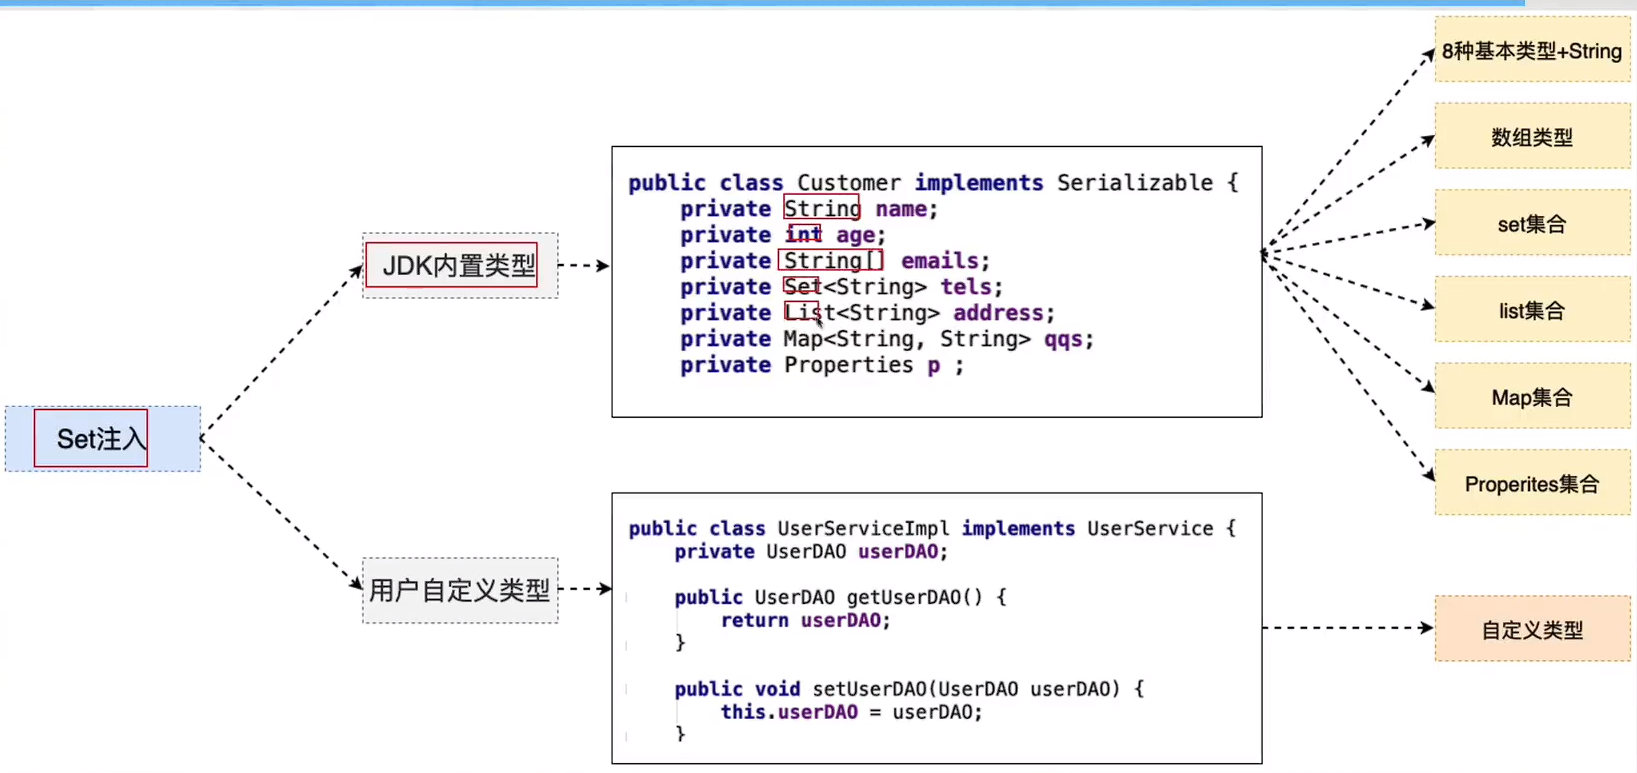 Set注入
JDK内置类型
用户自定义类型
public class Customer implements Serializable {
private String name;
private int age;
private String[] emails;
private Set<String> tels;
private List<String> address;
private Map<String, String> qqs;
private Properties p ;
public class UserServiceImpl implements UserService {
private UserDAO userDAO;
public UserDAO getUserDAO() {
return userDAO;
}
public void setUserDAO(UserDAO userDAO) {
this.userDAO = userDAO;
}
8种基本类型+String
数组类型
set集合
list集合
Map集合
Properites集合
自定义类型